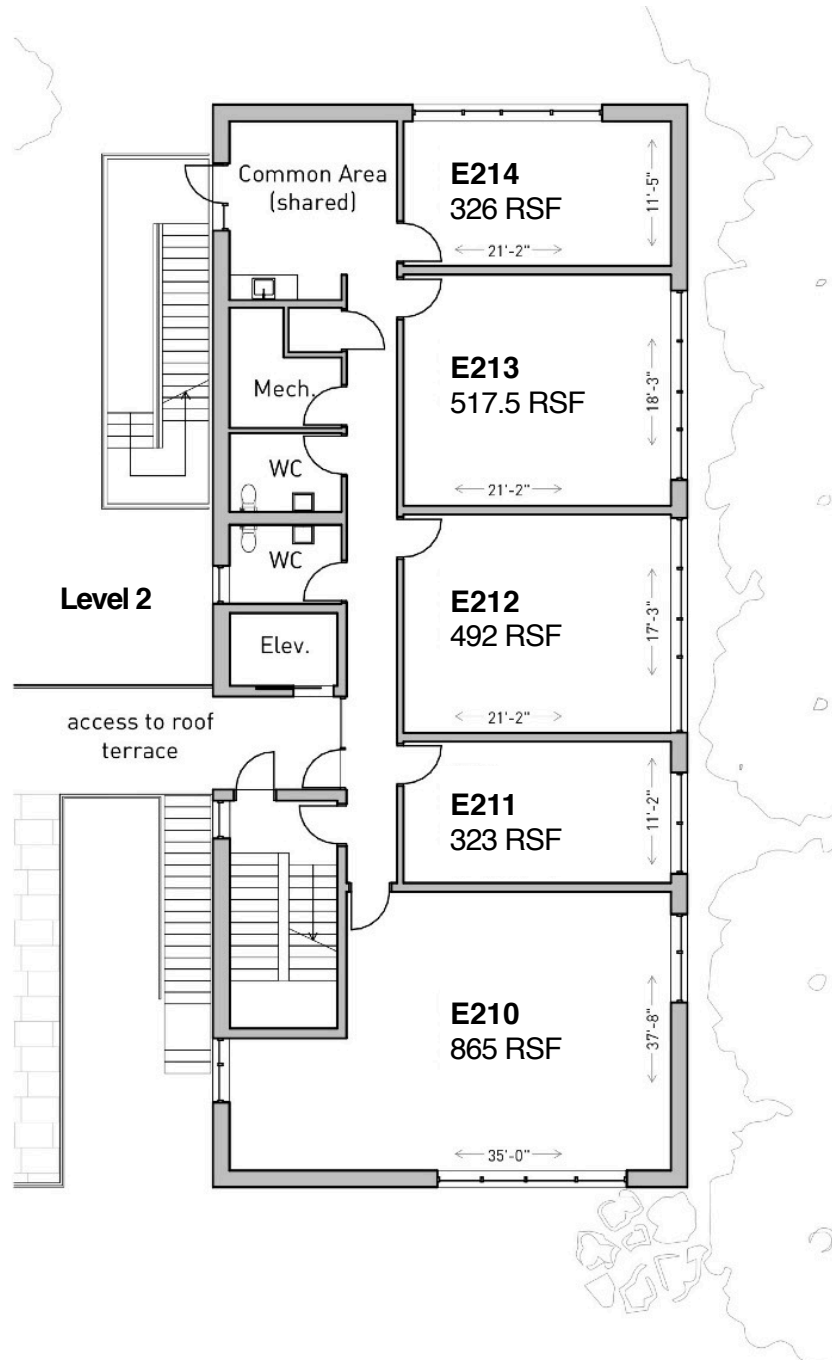 Common Area
(shared)
E214
326 RSF
11'-5"
21'-2"
E213
517.5 RSF
18'-3"
21'-2"
Mech.
WC
WC
Level 2
E212
492 RSF
17'-3"
21'-2"
Elev.
access to roof
terrace
E211
323 RSF
11'-2"
E210
865 RSF
37'-8"
35'-0"